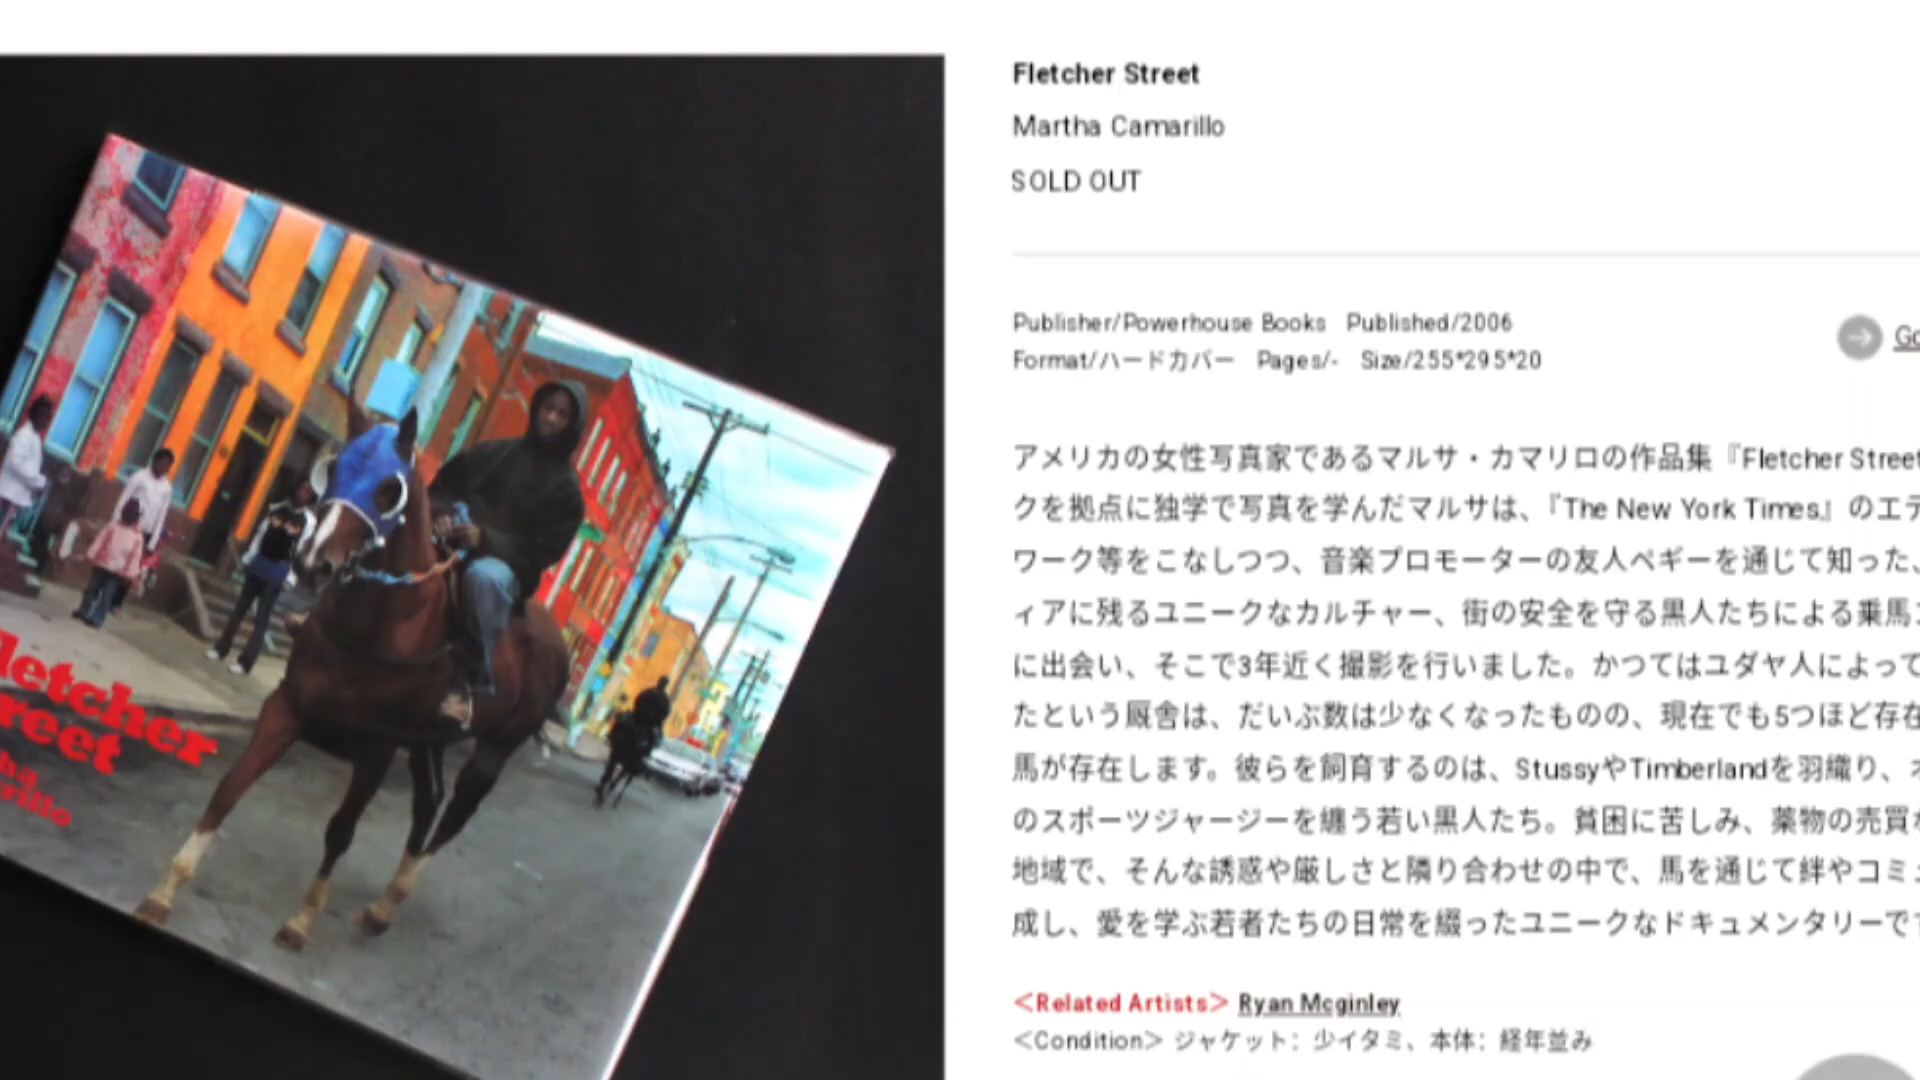 Fletcher Street
Martha Camarillo
SOLD OUT
Publisher/Powerhouse Books Published/2006
Format/ハードカバー Pages/- Size/255*295*20
Go
アメリカの女性写真家であるマルサ・カマリロの作品集『Fletcher Street
クを拠点に独学で写真を学んだマルサは、『The New York Times』のエデ
ワーク等をこなしつつ、音楽プロモーターの友人ペギーを通じて知った、
ィアに残るユニークなカルチャー、街の安全を守る黒人たちによる乗馬
に出会い、そこで3年近く撮影を行いました。かつてはユダヤ人によって
たという厩舎は、だいぶ数は少なくなったものの、現在でも5つほど存在
馬が存在します。彼らを飼育するのは、StussyやTimberlandを羽織り、
のスポーツジャージーを纏う若い黒人たち。貧困に苦しみ、薬物の売買
地域で、そんな誘惑や厳しさと隣り合わせの中で、馬を通じて絆やコミュ
成し、愛を学ぶ若者たちの日常を綴ったユニークなドキュメンタリーです
<Related Artists> Ryan Mcginley
<Condition> ジャケット：少イタミ、本体：経年並み
letcher
reet
ha
rillo